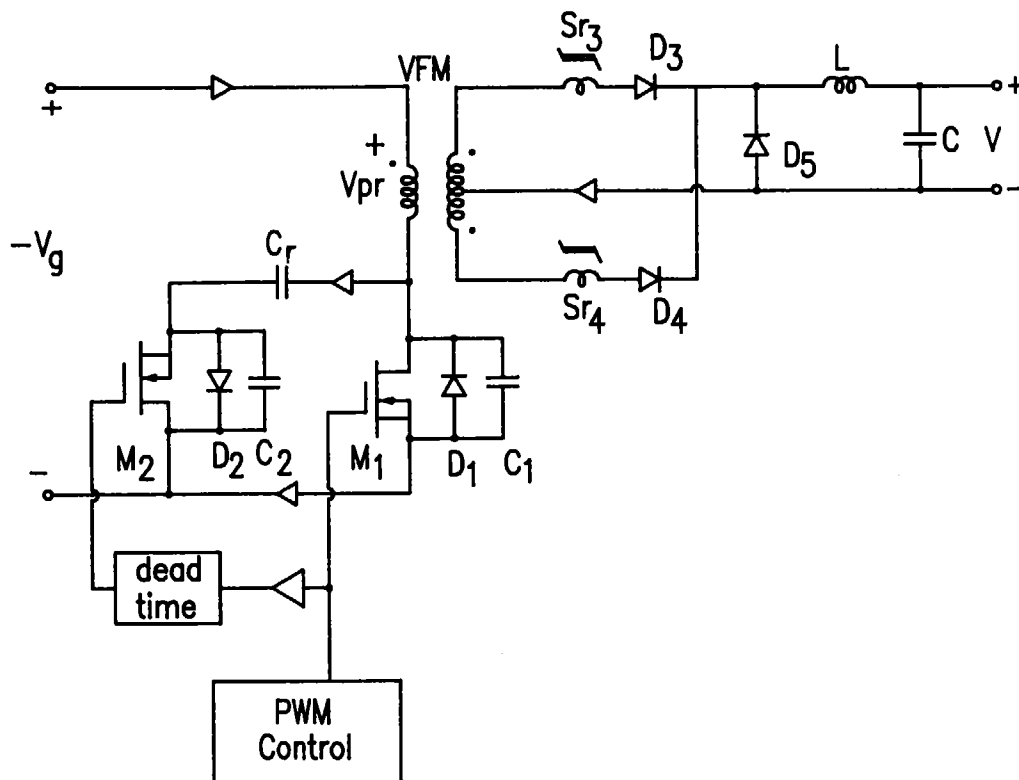 Sr3
D3
L
VFM
+
+
+
Vpr
D5
C
V
-
-Vg
Cr
Sr4
D4
M2
D2
C2
M1
D1
C1
-
dead
time
PWM
Control